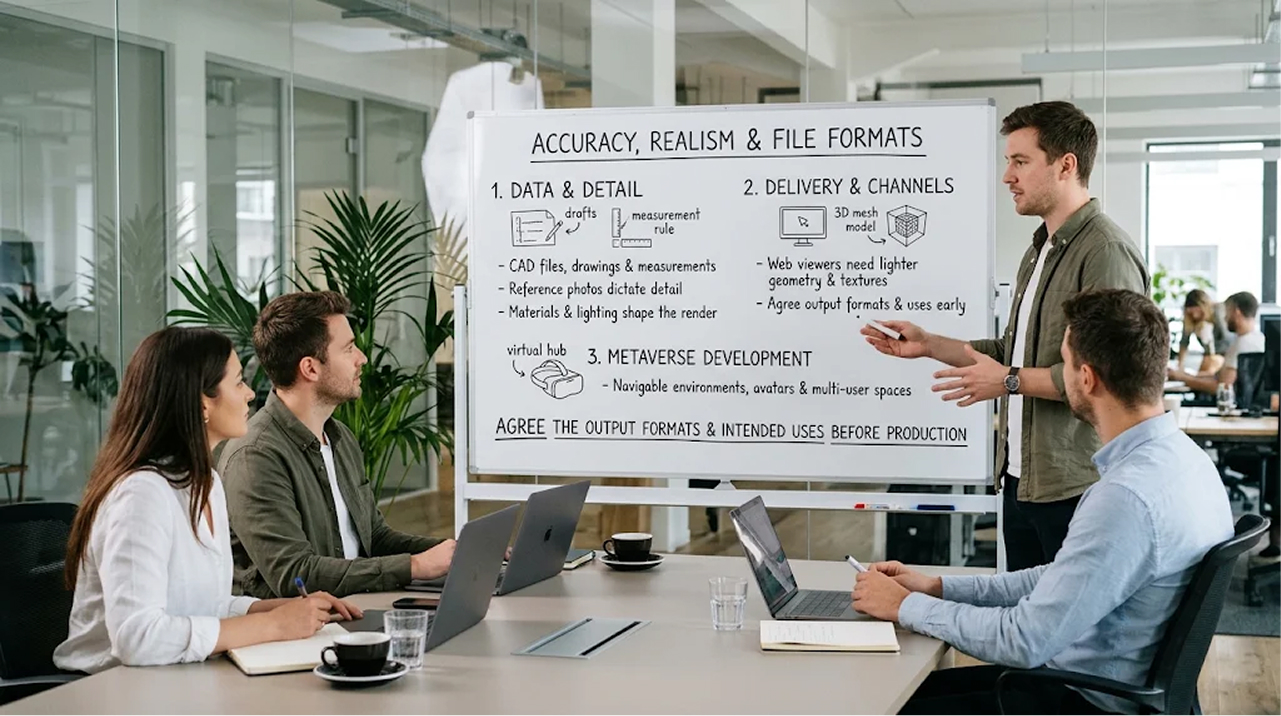 ACCURACY, REALISM & FILE FORMATS
1. DATA & DETAIL
drafts
measurement
rule
- CAD files, drawings & measurements
- Reference photos dictate detail
- Materials & lighting shape the render
2. DELIVERY & CHANNELS
3D mesh
model
- Web viewers need lighter
geometry & textures
- Agree output formats & uses early
virtual hub
3. METAVERSE DEVELOPMENT
- Navigable environments, avatars & multi-user spaces
AGREE THE OUTPUT FORMATS & INTENDED USES BEFORE PRODUCTION